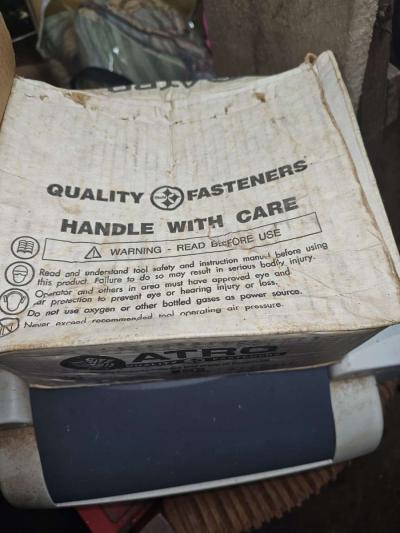 QUALITY FASTENERS
HANDLE WITH CARE
WARNING - READ BEFORE USE
Read and understand tool safety and instruction manual before using
this product. Failure to do so may result in serious bodily injury.
Operator and others in area must have approved eye and
ear protection to prevent eye or hearing injury or loss.
Do not use oxygen or other bottled gases as power source.
Never exceed recommended tool operating air pressure.
ATRO